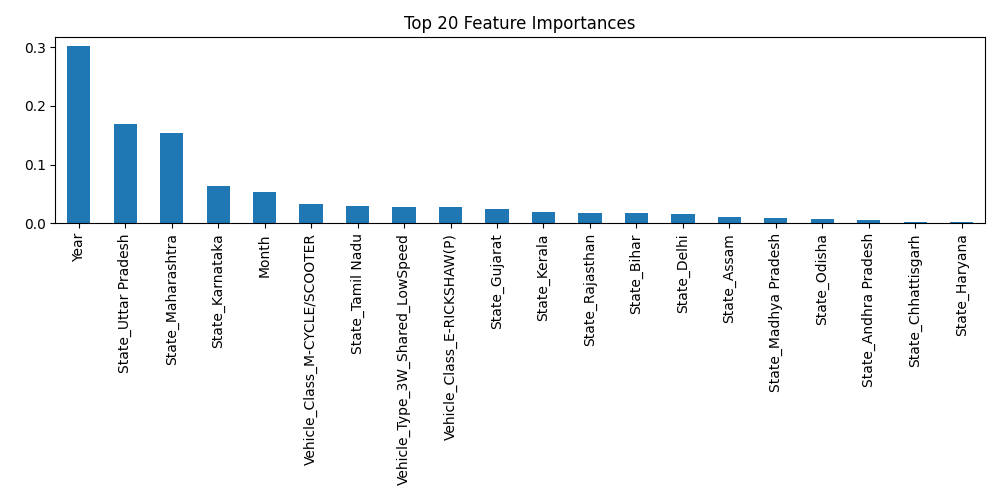 Top 20 Feature Importances
0.3
0.2
0.1
0.0
Year
State_Uttar Pradesh
State_Maharashtra
State_Karnataka
Month
Vehicle_Class_M-CYCLE/SCOOTER
State_Tamil Nadu
Vehicle_Type_3W_Shared_LowSpeed
Vehicle_Class_E-RICKSHAW(P)
State_Gujarat
State_Kerala
State_Rajasthan
State_Bihar
State_Delhi
State_Assam
State_Madhya Pradesh
State_Odisha
State_Andhra Pradesh
State_Chhattisgarh
State_Haryana